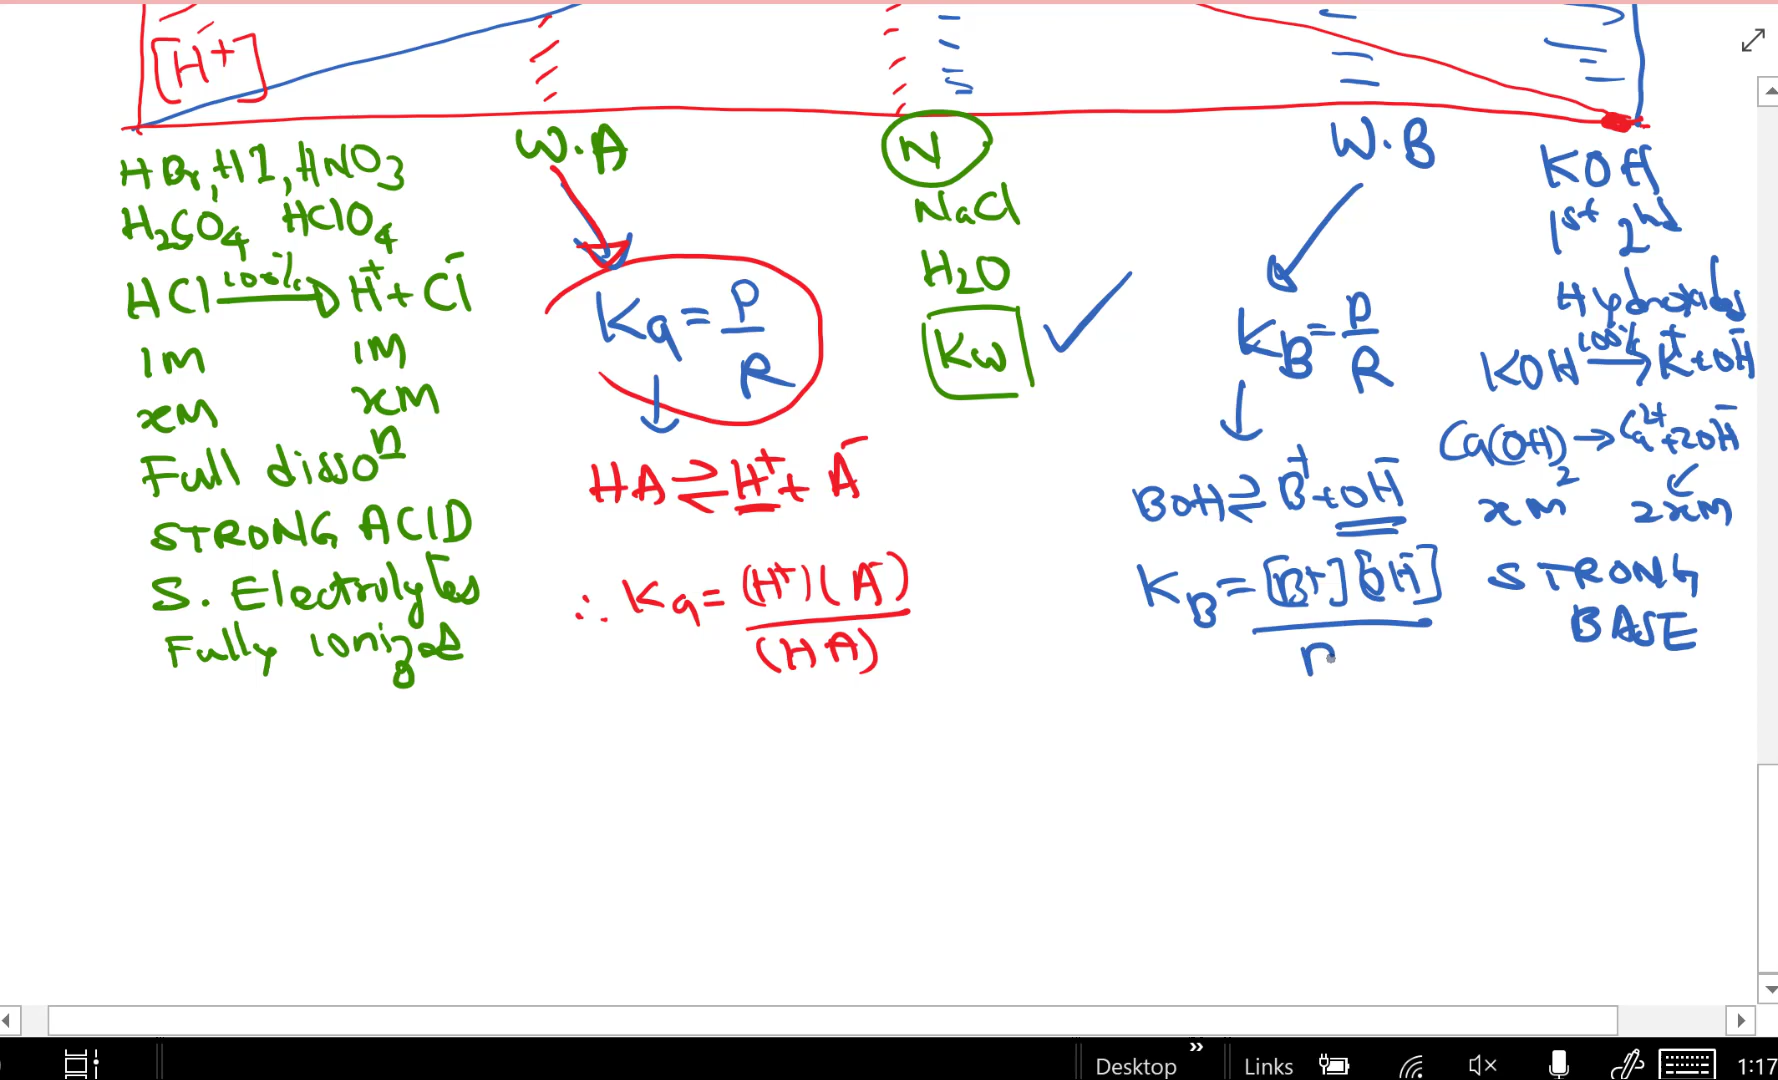 [H⁺]
W.A
N
W.B
HBr, HI, HNO₃
H₂SO₄ HClO₄
HCl 100% → H⁺ + Cl⁻
1M 1M
xM xM
Full dissoⁿ
STRONG ACID
S. Electrolytes
Fully ionized
Ka = P/R
HA ⇌ H⁺ + A⁻
∴ Ka = (H⁺)(A⁻)/(HA)
NaCl
H₂O
Kw ✓
KB = P/R
BOH ⇌ B⁺ + OH⁻
KB = [B⁺][OH⁻]/
KOH
1st 2nd
Hydroxides
KOH 100% → K⁺ + OH⁻
Ca(OH)₂ → Ca²⁺ + 2OH⁻
xM 2xM
STRONG
BASE
Desktop » Links 1:17